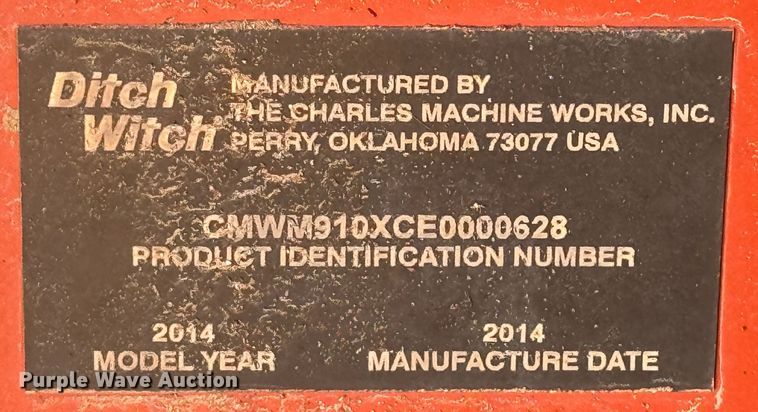 Ditch
Witch®
MANUFACTURED BY
THE CHARLES MACHINE WORKS, INC.
PERRY, OKLAHOMA 73077 USA
CMWM910XCE0000628
PRODUCT IDENTIFICATION NUMBER
2014
MODEL YEAR
2014
MANUFACTURE DATE
Purple Wave Auction